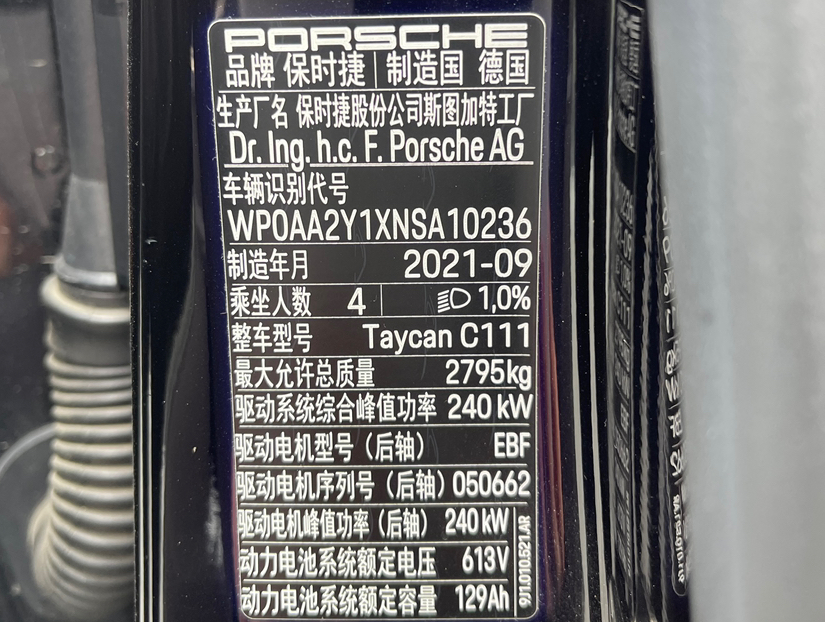 PORSCHE
品牌 保时捷 制造国 德国
生产厂名 保时捷股份公司斯图加特工厂
Dr. Ing. h.c. F. Porsche AG
车辆识别代号
WP0AA2Y1XNSA10236
制造年月 2021-09
乘坐人数 4 1,0%
整车型号 Taycan C111
最大允许总质量 2795kg
驱动系统综合峰值功率 240 kW
驱动电机型号（后轴） EBF
驱动电机序列号（后轴）050662
驱动电机峰值功率（后轴） 240 kW
动力电池系统额定电压 613V
动力电池系统额定容量 129Ah
9J1.010.621.AR